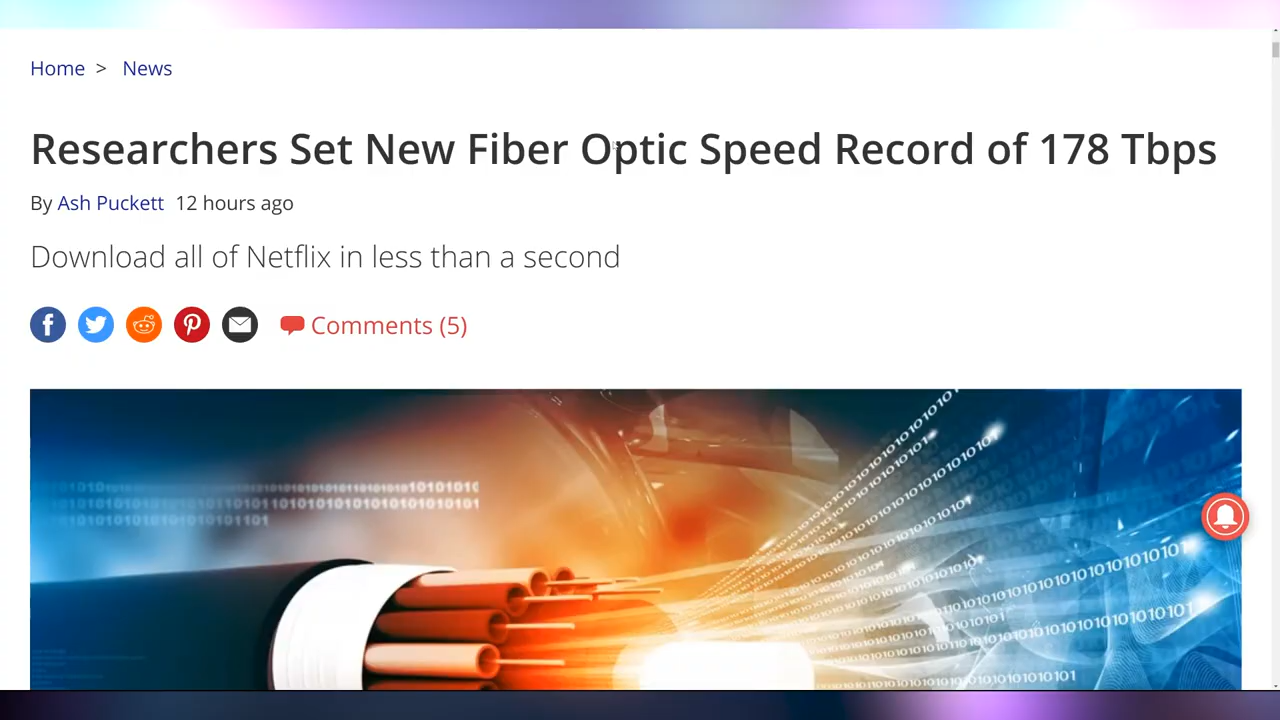 Home > News
Researchers Set New Fiber Optic Speed Record of 178 Tbps
By Ash Puckett 12 hours ago
Download all of Netflix in less than a second
Comments (5)